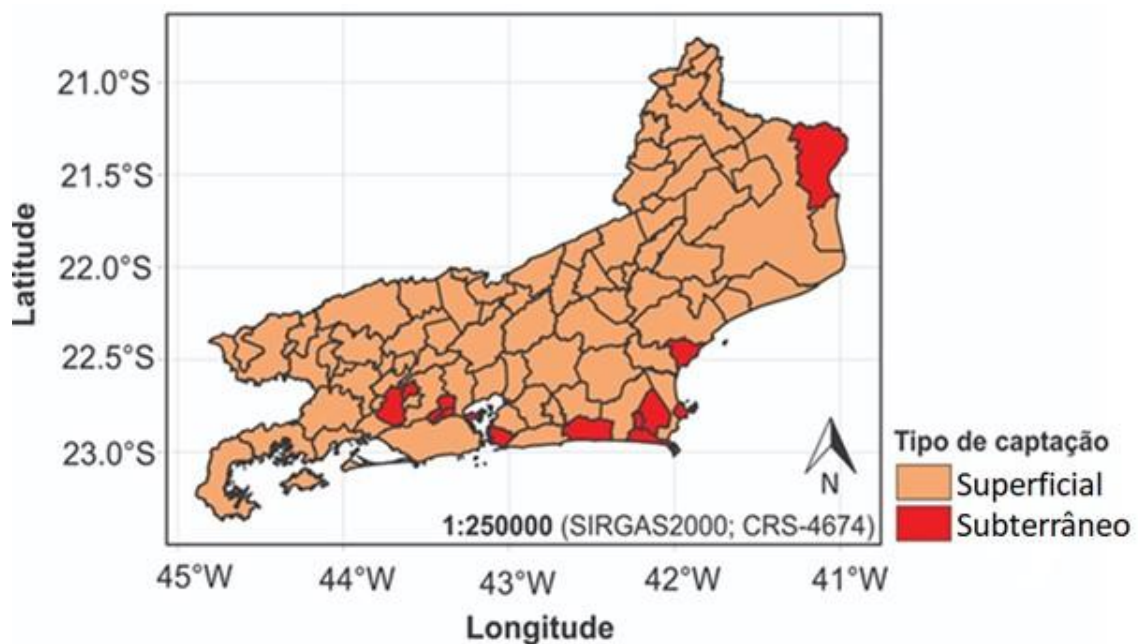 Latitude
21.0°S
21.5°S
22.0°S
22.5°S
23.0°S
N
1:250000 (SIRGAS2000; CRS-4674)
45°W
44°W
43°W
42°W
41°W
Longitude
Tipo de captação
Superficial
Subterrâneo